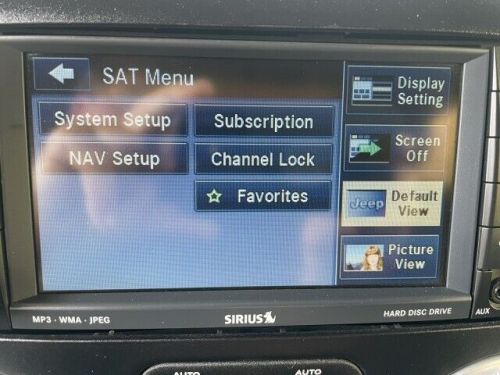 SAT Menu
System Setup
Subscription
NAV Setup
Channel Lock
Favorites
Display
Setting
Screen
Off
Jeep
Default
View
Picture
View
MP3 · WMA · JPEG
SIRIUS
HARD DISC DRIVE
AUX
AUTO
AUTO